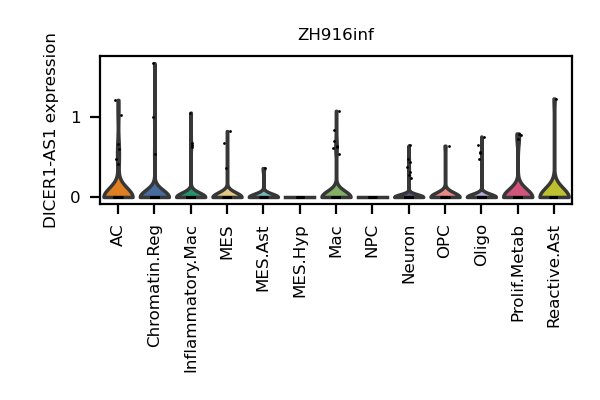 ZH916inf
DICER1-AS1 expression
1
0
AC
Chromatin.Reg
Inflammatory.Mac
MES
MES.Ast
MES.Hyp
Mac
NPC
Neuron
OPC
Oligo
Prolif.Metab
Reactive.Ast